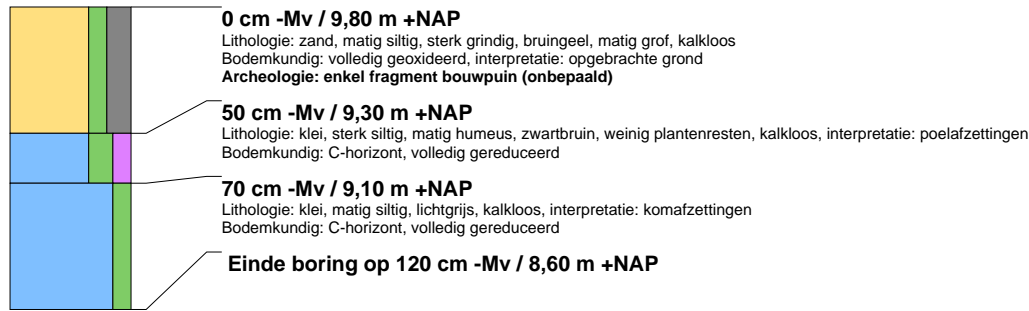 0 cm -Mv / 9,80 m +NAP
Lithologie: zand, matig siltig, sterk grindig, bruingeel, matig grof, kalkloos
Bodemkundig: volledig geoxideerd, interpretatie: opgebrachte grond
Archeologie: enkel fragment bouwpuin (onbepaald)
50 cm -Mv / 9,30 m +NAP
Lithologie: klei, sterk siltig, matig humeus, zwartbruin, weinig plantenresten, kalkloos, interpretatie: poelafzettingen
Bodemkundig: C-horizont, volledig gereduceerd
70 cm -Mv / 9,10 m +NAP
Lithologie: klei, matig siltig, lichtgrijs, kalkloos, interpretatie: komafzettingen
Bodemkundig: C-horizont, volledig gereduceerd
Einde boring op 120 cm -Mv / 8,60 m +NAP